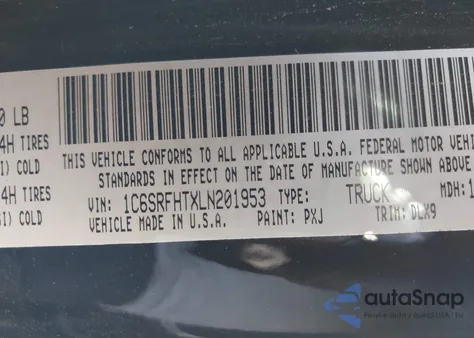 0 LB
4H TIRES
I) COLD
4H TIRES
SI) COLD
THIS VEHICLE CONFORMS TO ALL APPLICABLE U.S.A. FEDERAL MOTOR VEHI
STANDARDS IN EFFECT ON THE DATE OF MANUFACTURE SHOWN ABOVE
VIN: 1C6SRFHTXLN201953 TYPE: TRUCK MDH:
VEHICLE MADE IN U.S.A. PAINT: PXJ TRIM: DLX9
autoSnap